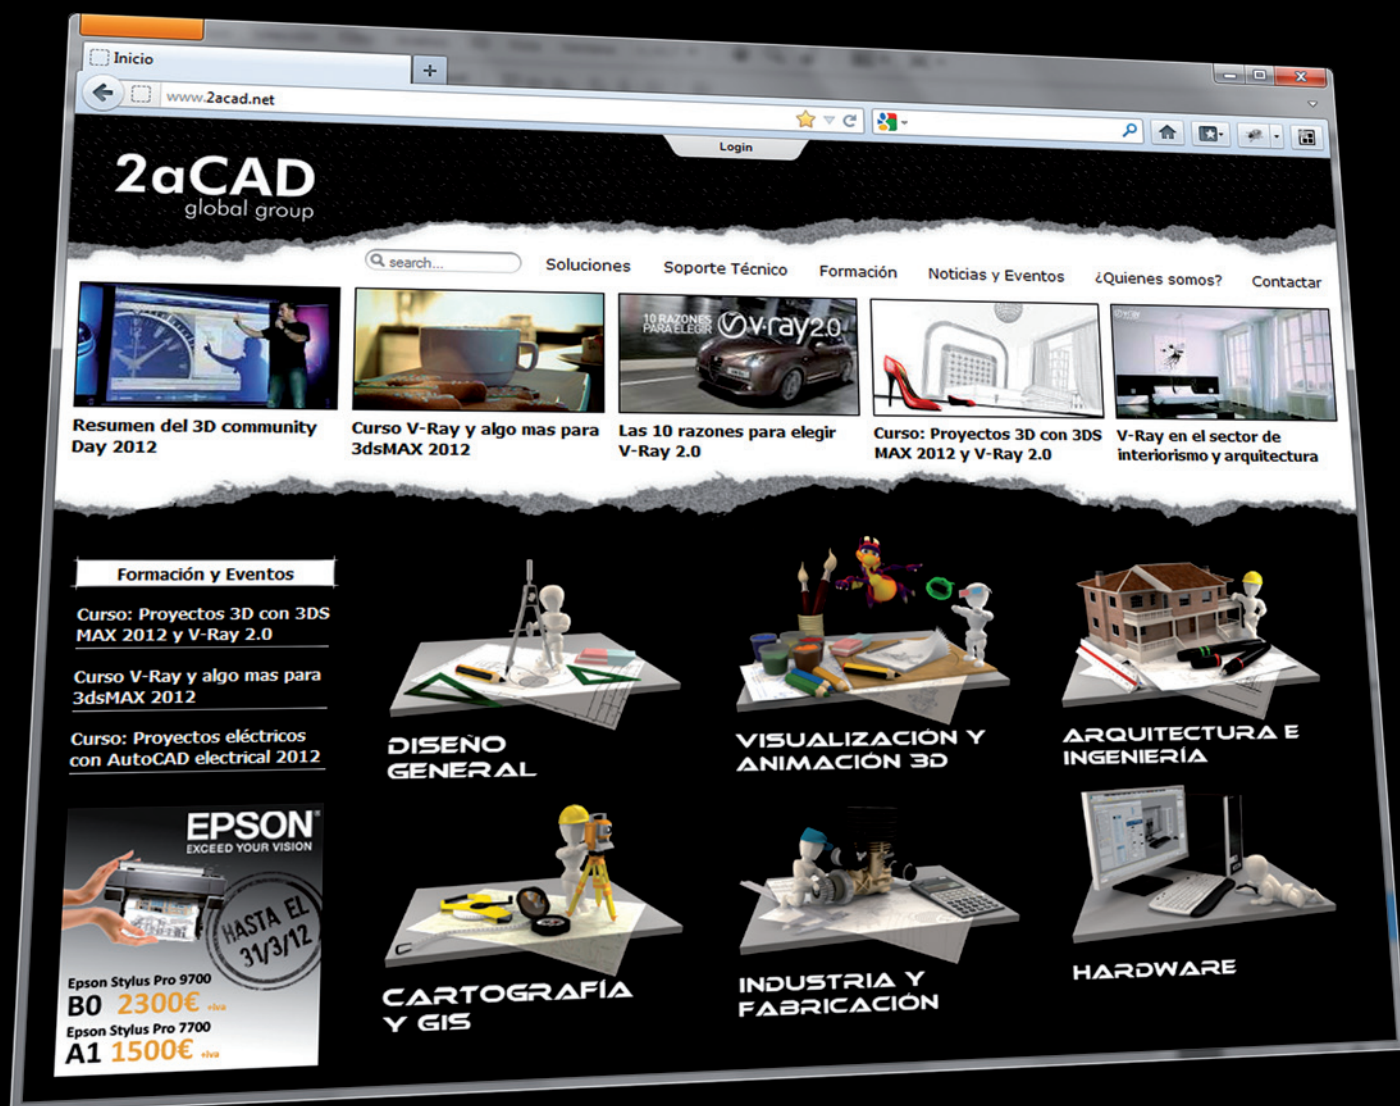 Inicio
www.2acad.net
Login
2aCAD
global group
search...
Soluciones
Soporte Técnico
Formación
Noticias y Eventos
¿Quienes somos?
Contactar
10 RAZONES
PARA ELEGIR
v·ray 2.0
v·ray
Resumen del 3D community
Day 2012
Curso V-Ray y algo mas para
3dsMAX 2012
Las 10 razones para elegir
V-Ray 2.0
Curso: Proyectos 3D con 3DS
MAX 2012 y V-Ray 2.0
V-Ray en el sector de
interiorismo y arquitectura
Formación y Eventos
Curso: Proyectos 3D con 3DS
MAX 2012 y V-Ray 2.0
Curso V-Ray y algo mas para
3dsMAX 2012
Curso: Proyectos eléctricos
con AutoCAD electrical 2012
DISEÑO
GENERAL
VISUALIZACIÓN Y
ANIMACIÓN 3D
ARQUITECTURA E
INGENIERÍA
EPSON®
EXCEED YOUR VISION
HASTA EL
31/3/12
Epson Stylus Pro 9700
B0 2300€ +iva
Epson Stylus Pro 7700
A1 1500€ +iva
CARTOGRAFÍA
Y GIS
INDUSTRIA Y
FABRICACIÓN
HARDWARE